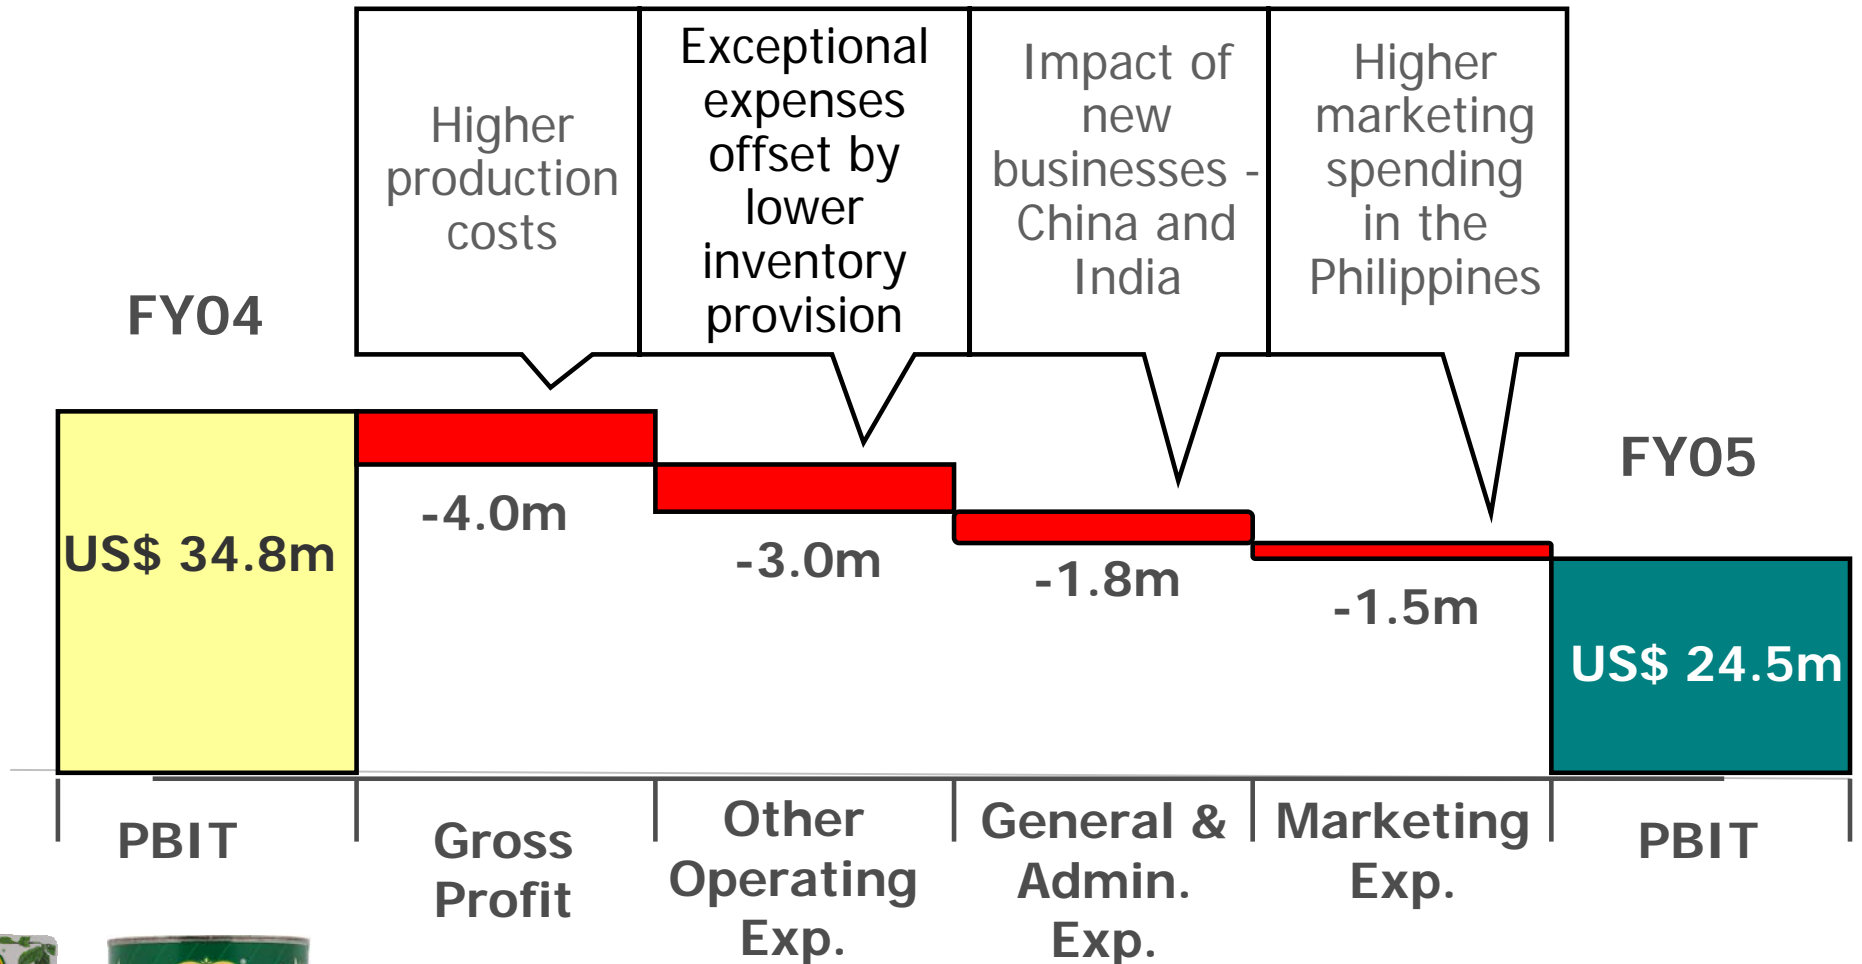 Higher
production
costs
Exceptional
expenses
offset by
lower
inventory
provision
Impact of
new
businesses -
China and
India
Higher
marketing
spending
in the
Philippines
FY04
FY05
US$ 34.8m
-4.0m
-3.0m
-1.8m
-1.5m
US$ 24.5m
PBIT
Gross
Profit
Other
Operating
Exp.
General &
Admin.
Exp.
Marketing
Exp.
PBIT